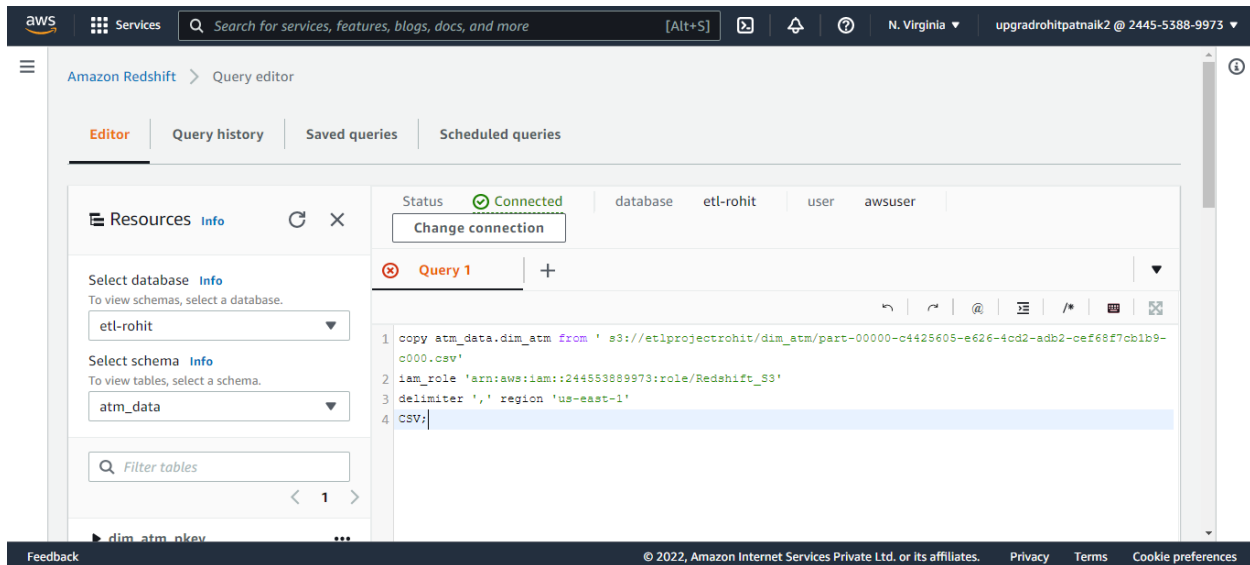 aws Services Search for services, features, blogs, docs, and more [Alt+S] N. Virginia ▼ upgradrohitpatnaik2 @ 2445-5388-9973 ▼
Amazon Redshift > Query editor
Editor Query history Saved queries Scheduled queries
Status Connected database etl-rohit user awsuser
Resources Info
Change connection
Query 1 +
Select database Info
To view schemas, select a database.
etl-rohit
Select schema Info
To view tables, select a schema.
atm_data
Filter tables
< 1 >
dim_atm_pkey •••
@ /*
1 copy atm_data.dim_atm from ' s3://etlprojectrohit/dim_atm/part-00000-c4425605-e626-4cd2-adb2-cef68f7cb1b9-
c000.csv'
2 iam_role 'arn:aws:iam::244553889973:role/Redshift_S3'
3 delimiter ',' region 'us-east-1'
4 CSV;
Feedback © 2022, Amazon Internet Services Private Ltd. or its affiliates. Privacy Terms Cookie preferences